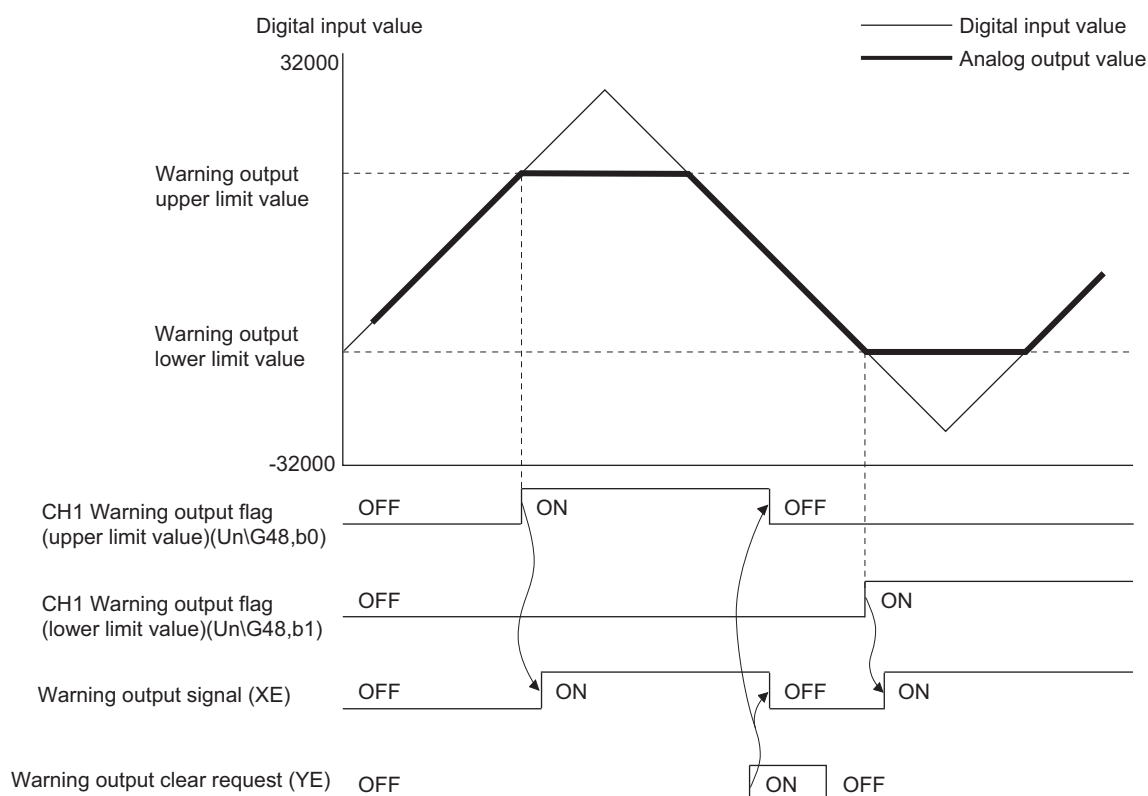 Digital input value
32000
Digital input value
Analog output value
Warning output
upper limit value
Warning output
lower limit value
-32000
CH1 Warning output flag
(upper limit value)(Un\G48,b0)
OFF
ON
OFF
CH1 Warning output flag
(lower limit value)(Un\G48,b1)
OFF
ON
Warning output signal (XE)
OFF
ON
OFF
ON
Warning output clear request (YE)
OFF
ON
OFF